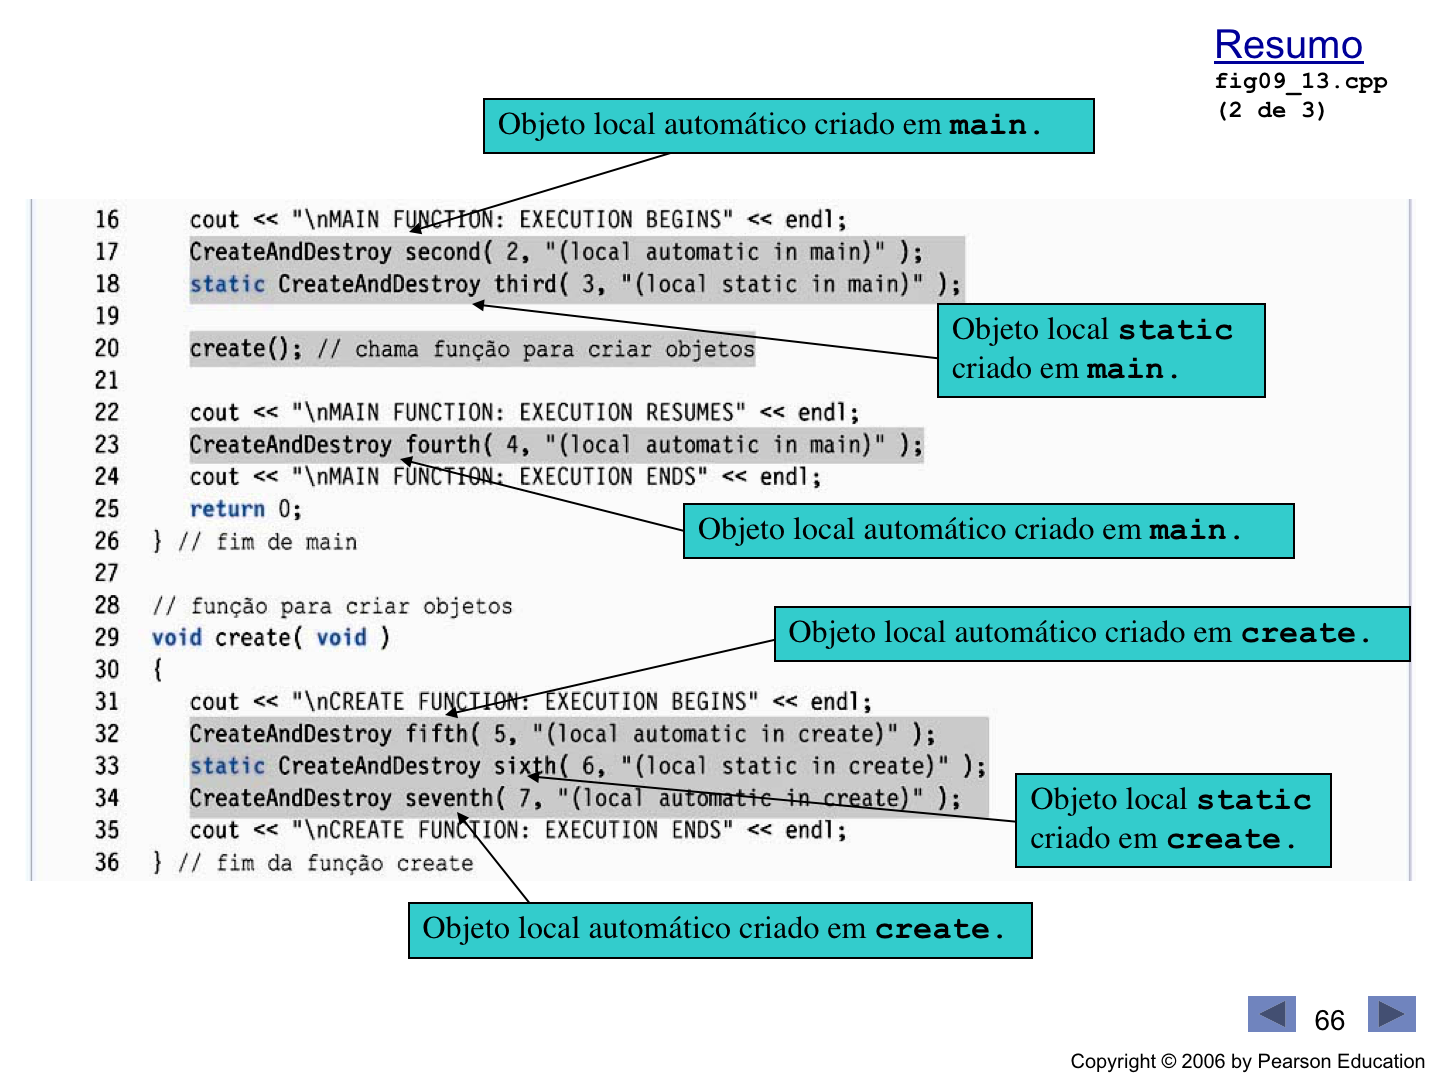 Resumo
fig09_13.cpp
(2 de 3)
Objeto local automático criado em main.
16 cout << "\nMAIN FUNCTION: EXECUTION BEGINS" << endl;
17 CreateAndDestroy second( 2, "(local automatic in main)" );
18 static CreateAndDestroy third( 3, "(local static in main)" );
19
Objeto local static
criado em main.
20 create(); // chama função para criar objetos
21
22 cout << "\nMAIN FUNCTION: EXECUTION RESUMES" << endl;
23 CreateAndDestroy fourth( 4, "(local automatic in main)" );
24 cout << "\nMAIN FUNCTION: EXECUTION ENDS" << endl;
25 return 0;
Objeto local automático criado em main.
26 } // fim de main
27
28 // função para criar objetos
29 void create( void )
Objeto local automático criado em create.
30 {
31 cout << "\nCREATE FUNCTION: EXECUTION BEGINS" << endl;
32 CreateAndDestroy fifth( 5, "(local automatic in create)" );
33 static CreateAndDestroy sixth( 6, "(local static in create)" );
34 CreateAndDestroy seventh( 7, "(local automatic in create)" );
Objeto local static
criado em create.
35 cout << "\nCREATE FUNCTION: EXECUTION ENDS" << endl;
36 } // fim da função create
Objeto local automático criado em create.
66
Copyright © 2006 by Pearson Education